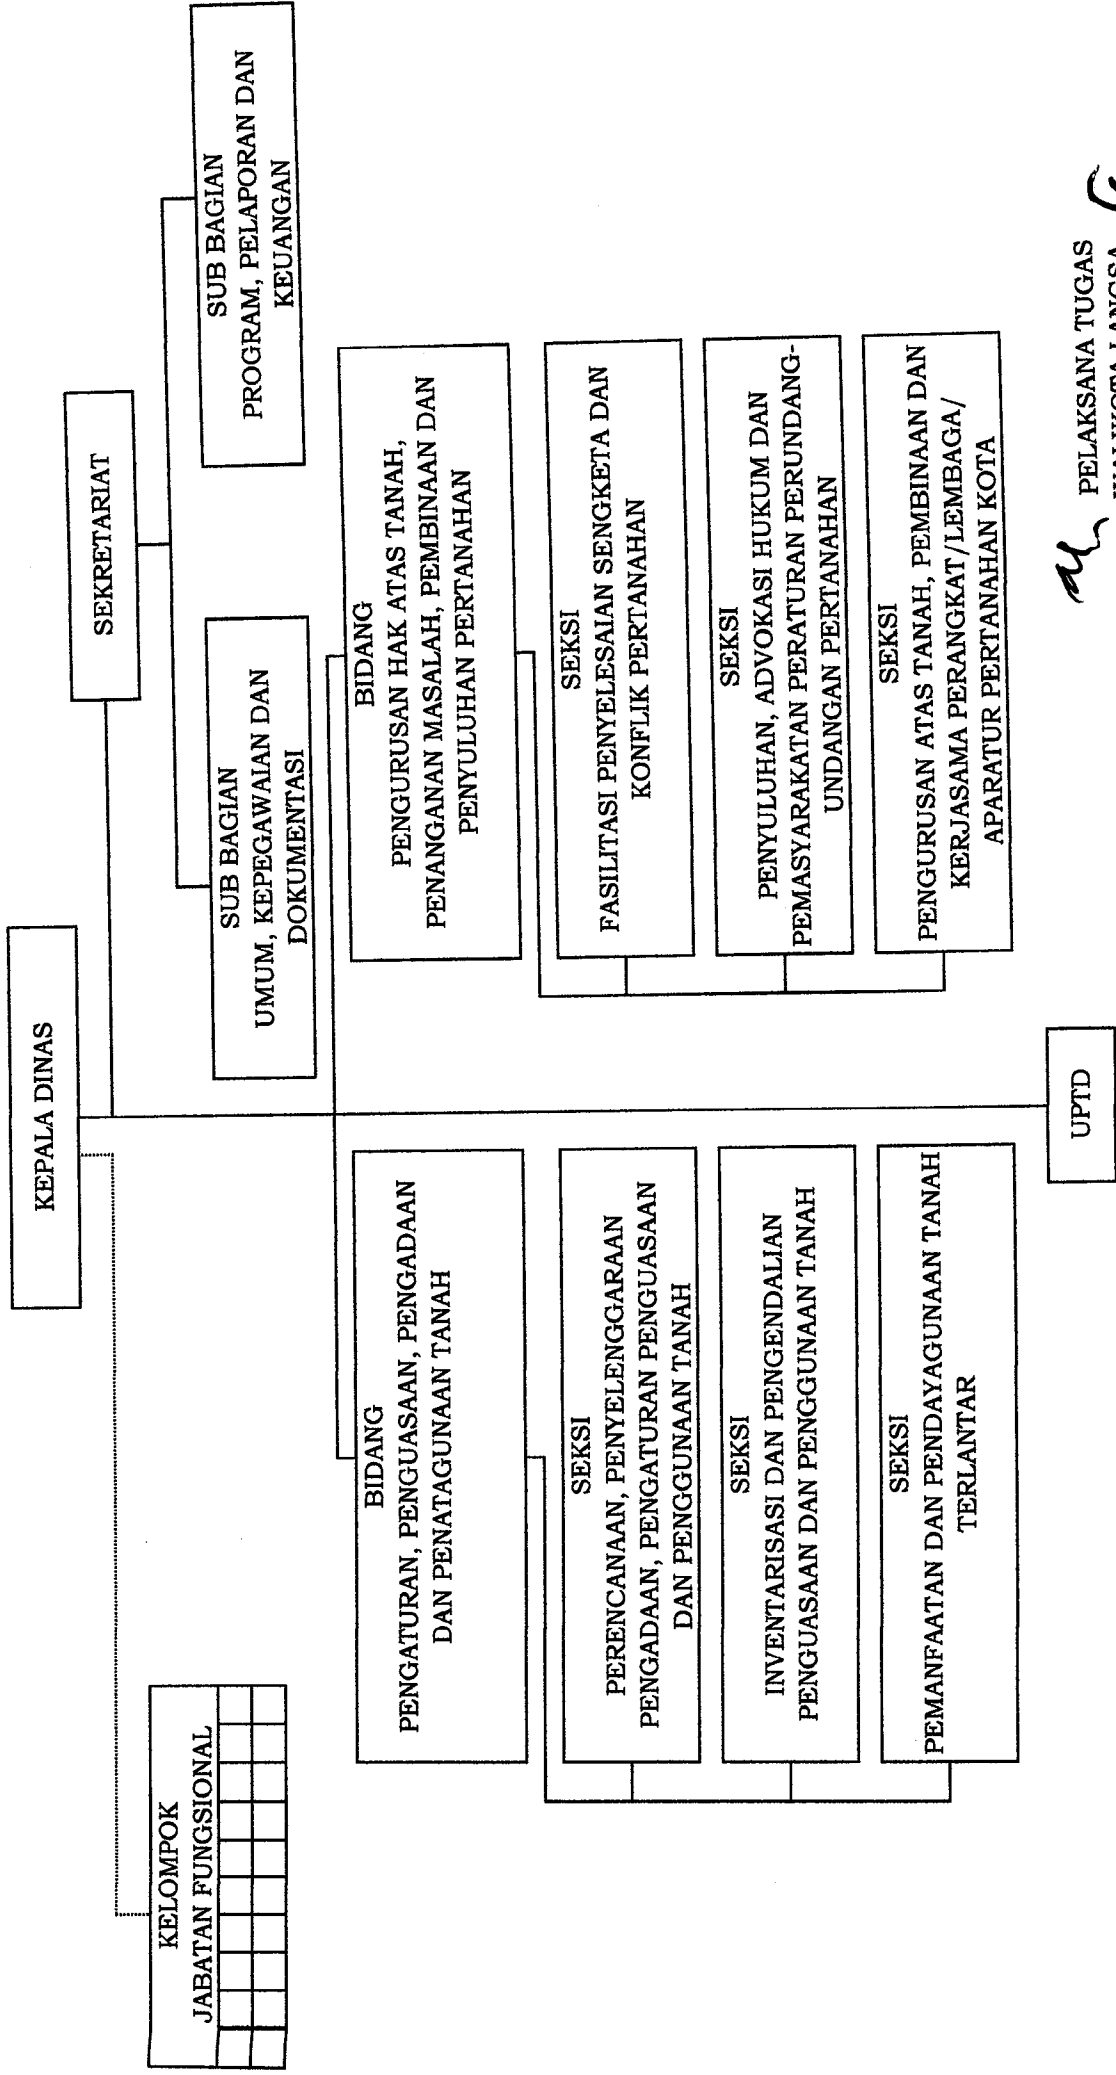 KEPALA DINAS
KELOMPOK
JABATAN FUNGSIONAL
SEKRETARIAT
SUB BAGIAN
UMUM, KEPEGAWAIAN DAN
DOKUMENTASI
SUB BAGIAN
PROGRAM, PELAPORAN DAN
KEUANGAN
BIDANG
PENGATURAN, PENGUASAAN, PENGADAAN
DAN PENATAGUNAAN TANAH
SEKSI
PERENCANAAN, PENYELENGGARAAN
PENGADAAN, PENGATURAN PENGUASAAN
DAN PENGGUNAAN TANAH
SEKSI
INVENTARISASI DAN PENGENDALIAN
PENGUASAAN DAN PENGGUNAAN TANAH
SEKSI
PEMANFAATAN DAN PENDAYAGUNAAN TANAH
TERLANTAR
BIDANG
PENGURUSAN HAK ATAS TANAH,
PENANGANAN MASALAH, PEMBINAAN DAN
PENYULUHAN PERTANAHAN
SEKSI
FASILITASI PENYELESAIAN SENGKETA DAN
KONFLIK PERTANAHAN
SEKSI
PENYULUHAN, ADVOKASI HUKUM DAN
PEMASYARAKATAN PERATURAN PERUNDANG-
UNDANGAN PERTANAHAN
SEKSI
PENGURUSAN ATAS TANAH, PEMBINAAN DAN
KERJASAMA PERANGKAT/LEMBAGA/
APARATUR PERTANAHAN KOTA
UPTD
PELAKSANA TUGAS
WALIKOTA LANGSA